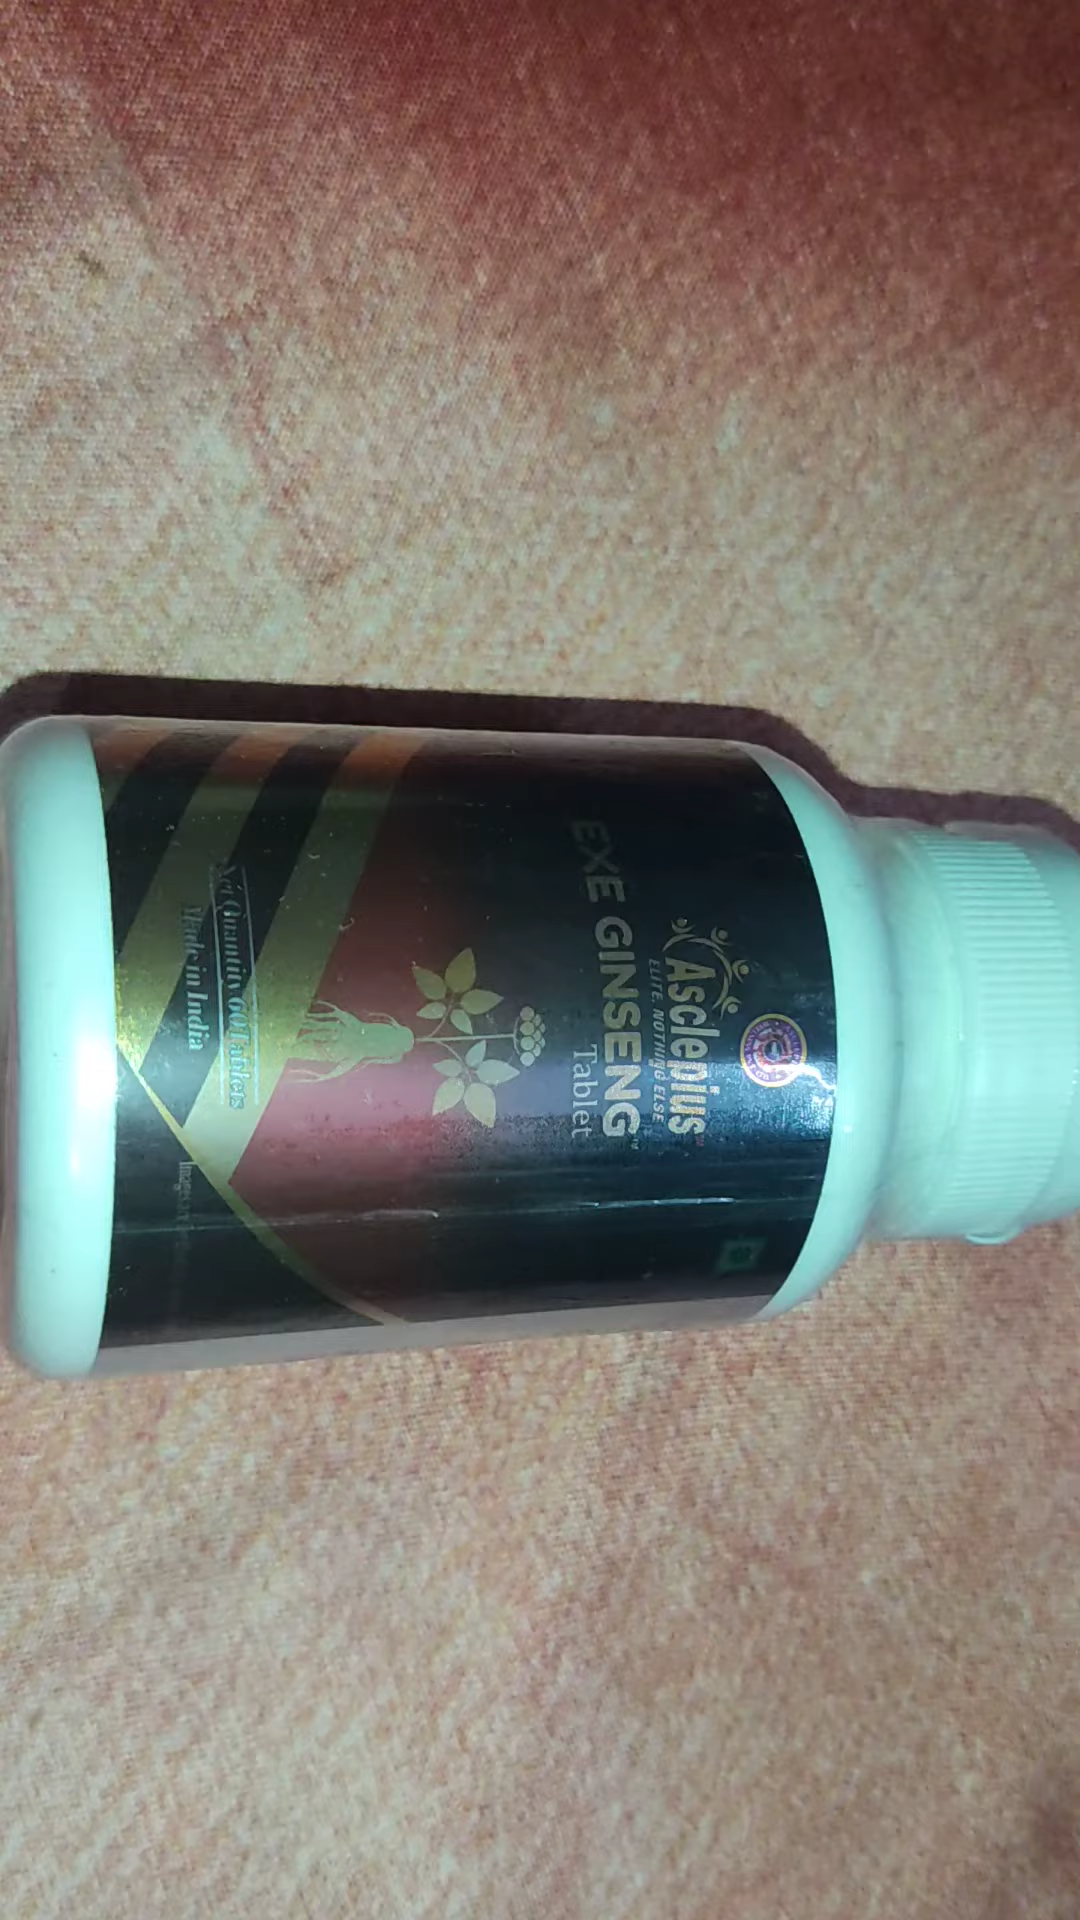 Asclepius
ELITE. NOTHING ELSE
EXE GINSENG
Tablet
Net Quantity 60 Tablets
Made in India